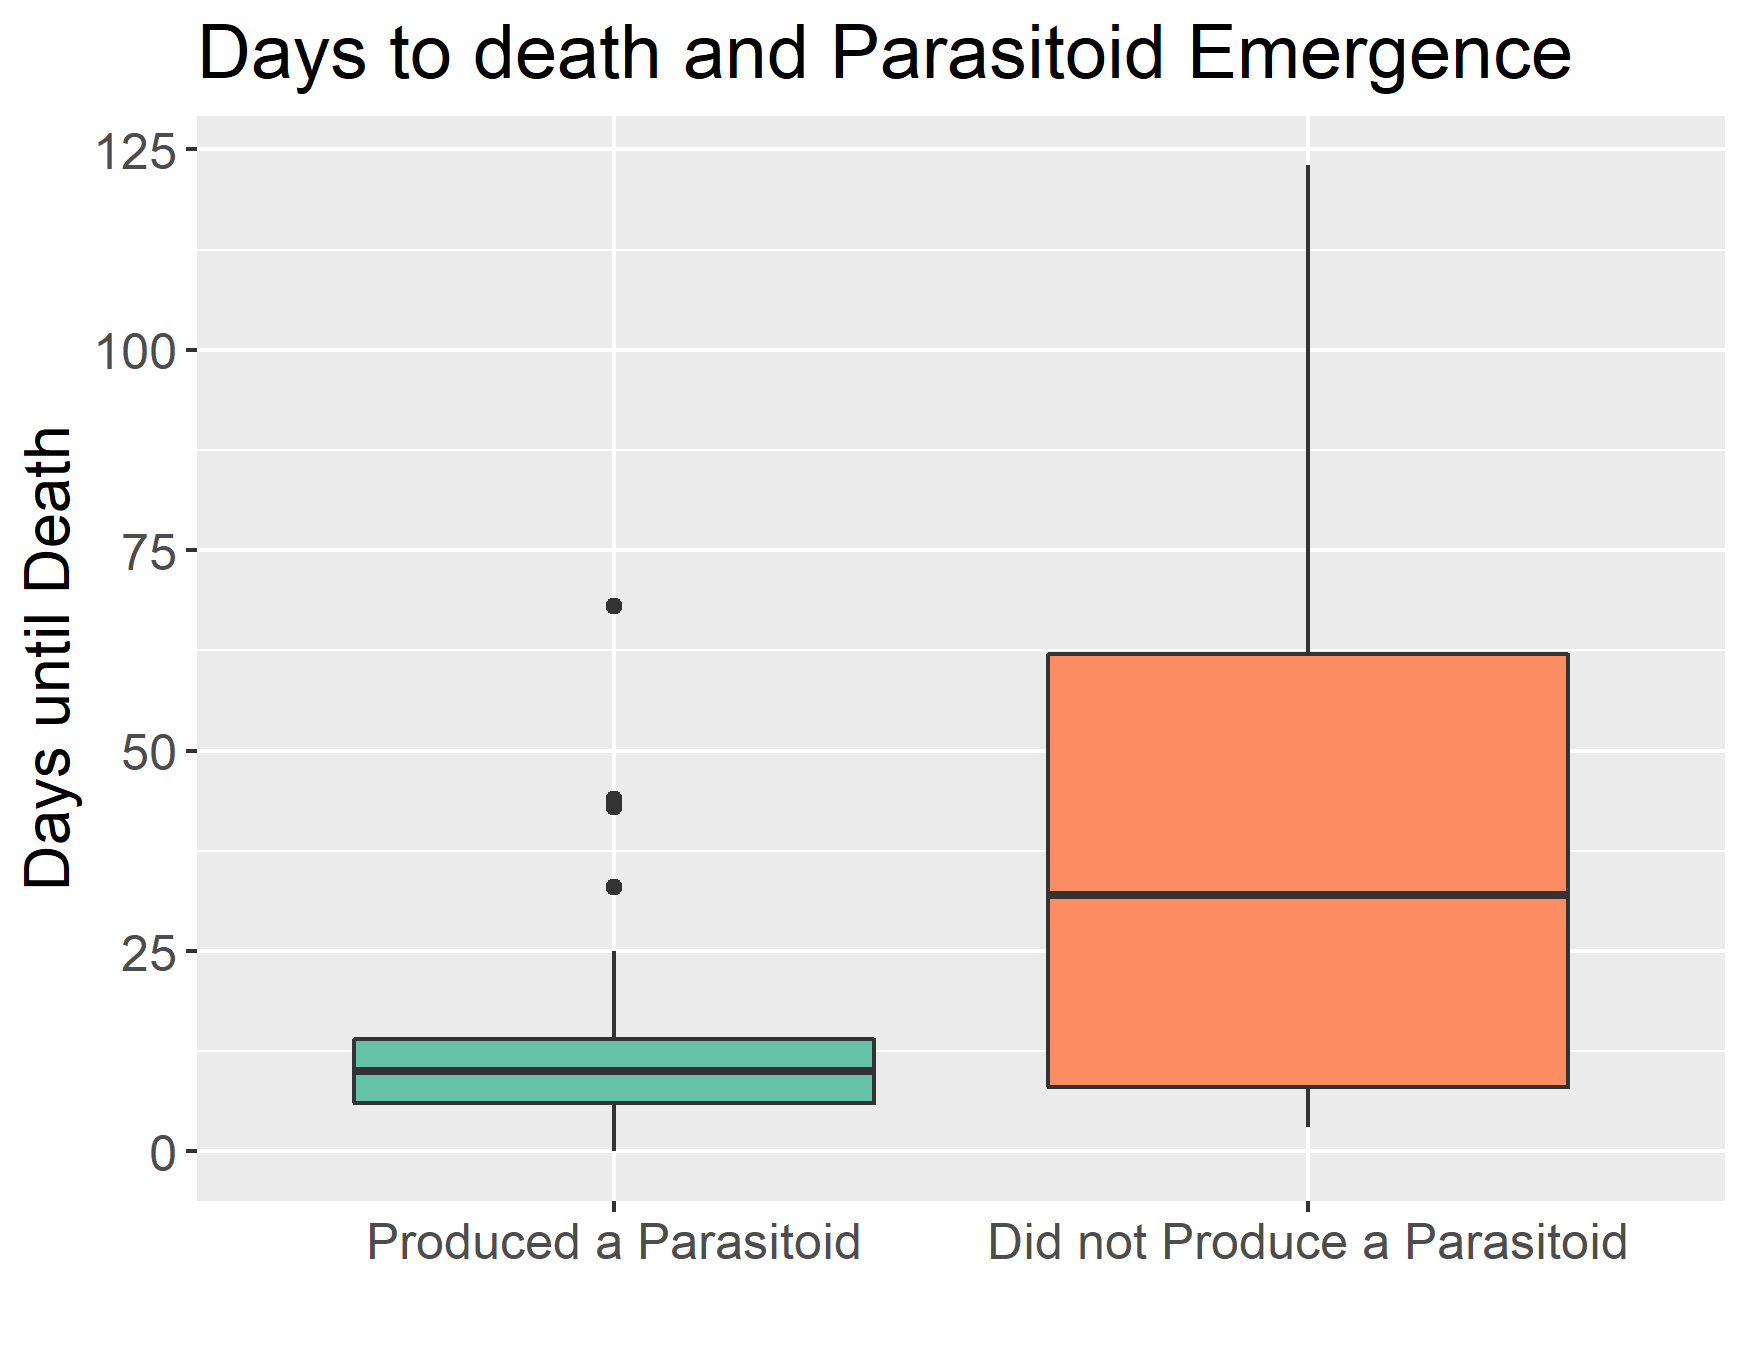 Days to death and Parasitoid Emergence
Days until Death
125
100
75
50
25
0
Produced a Parasitoid
Did not Produce a Parasitoid